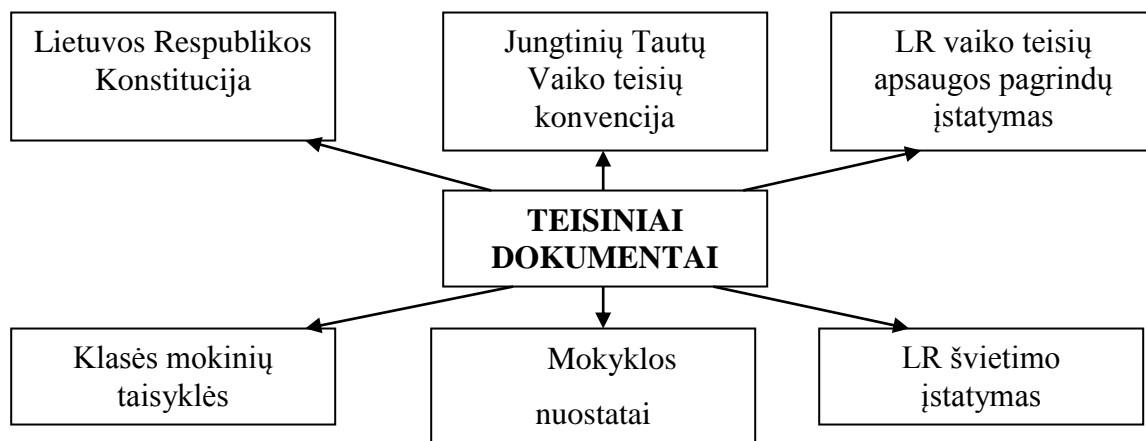 Lietuvos Respublikos
Konstitucija
Jungtinių Tautų
Vaiko teisių
konvencija
LR vaiko teisių
apsaugos pagrindų
įstatymas
TEISINIAI
DOKUMENTAI
Klasės mokinių
taisyklės
Mokyklos
nuostatai
LR švietimo
įstatymas